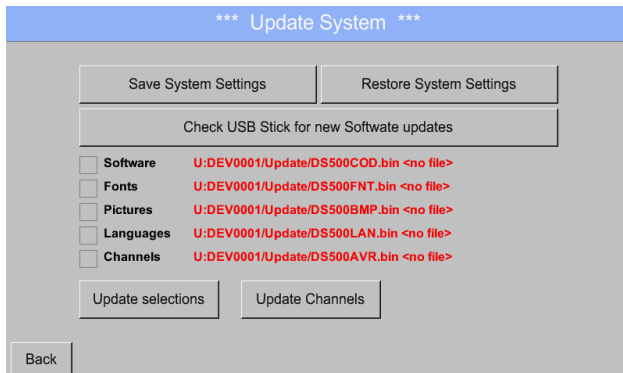 *** Update System ***
Save System Settings Restore System Settings
Check USB Stick for new Softwate updates
Software U:DEV0001/Update/DS500COD.bin <no file>
Fonts U:DEV0001/Update/DS500FNT.bin <no file>
Pictures U:DEV0001/Update/DS500BMP.bin <no file>
Languages U:DEV0001/Update/DS500LAN.bin <no file>
Channels U:DEV0001/Update/DS500AVR.bin <no file>
Update selections Update Channels
Back